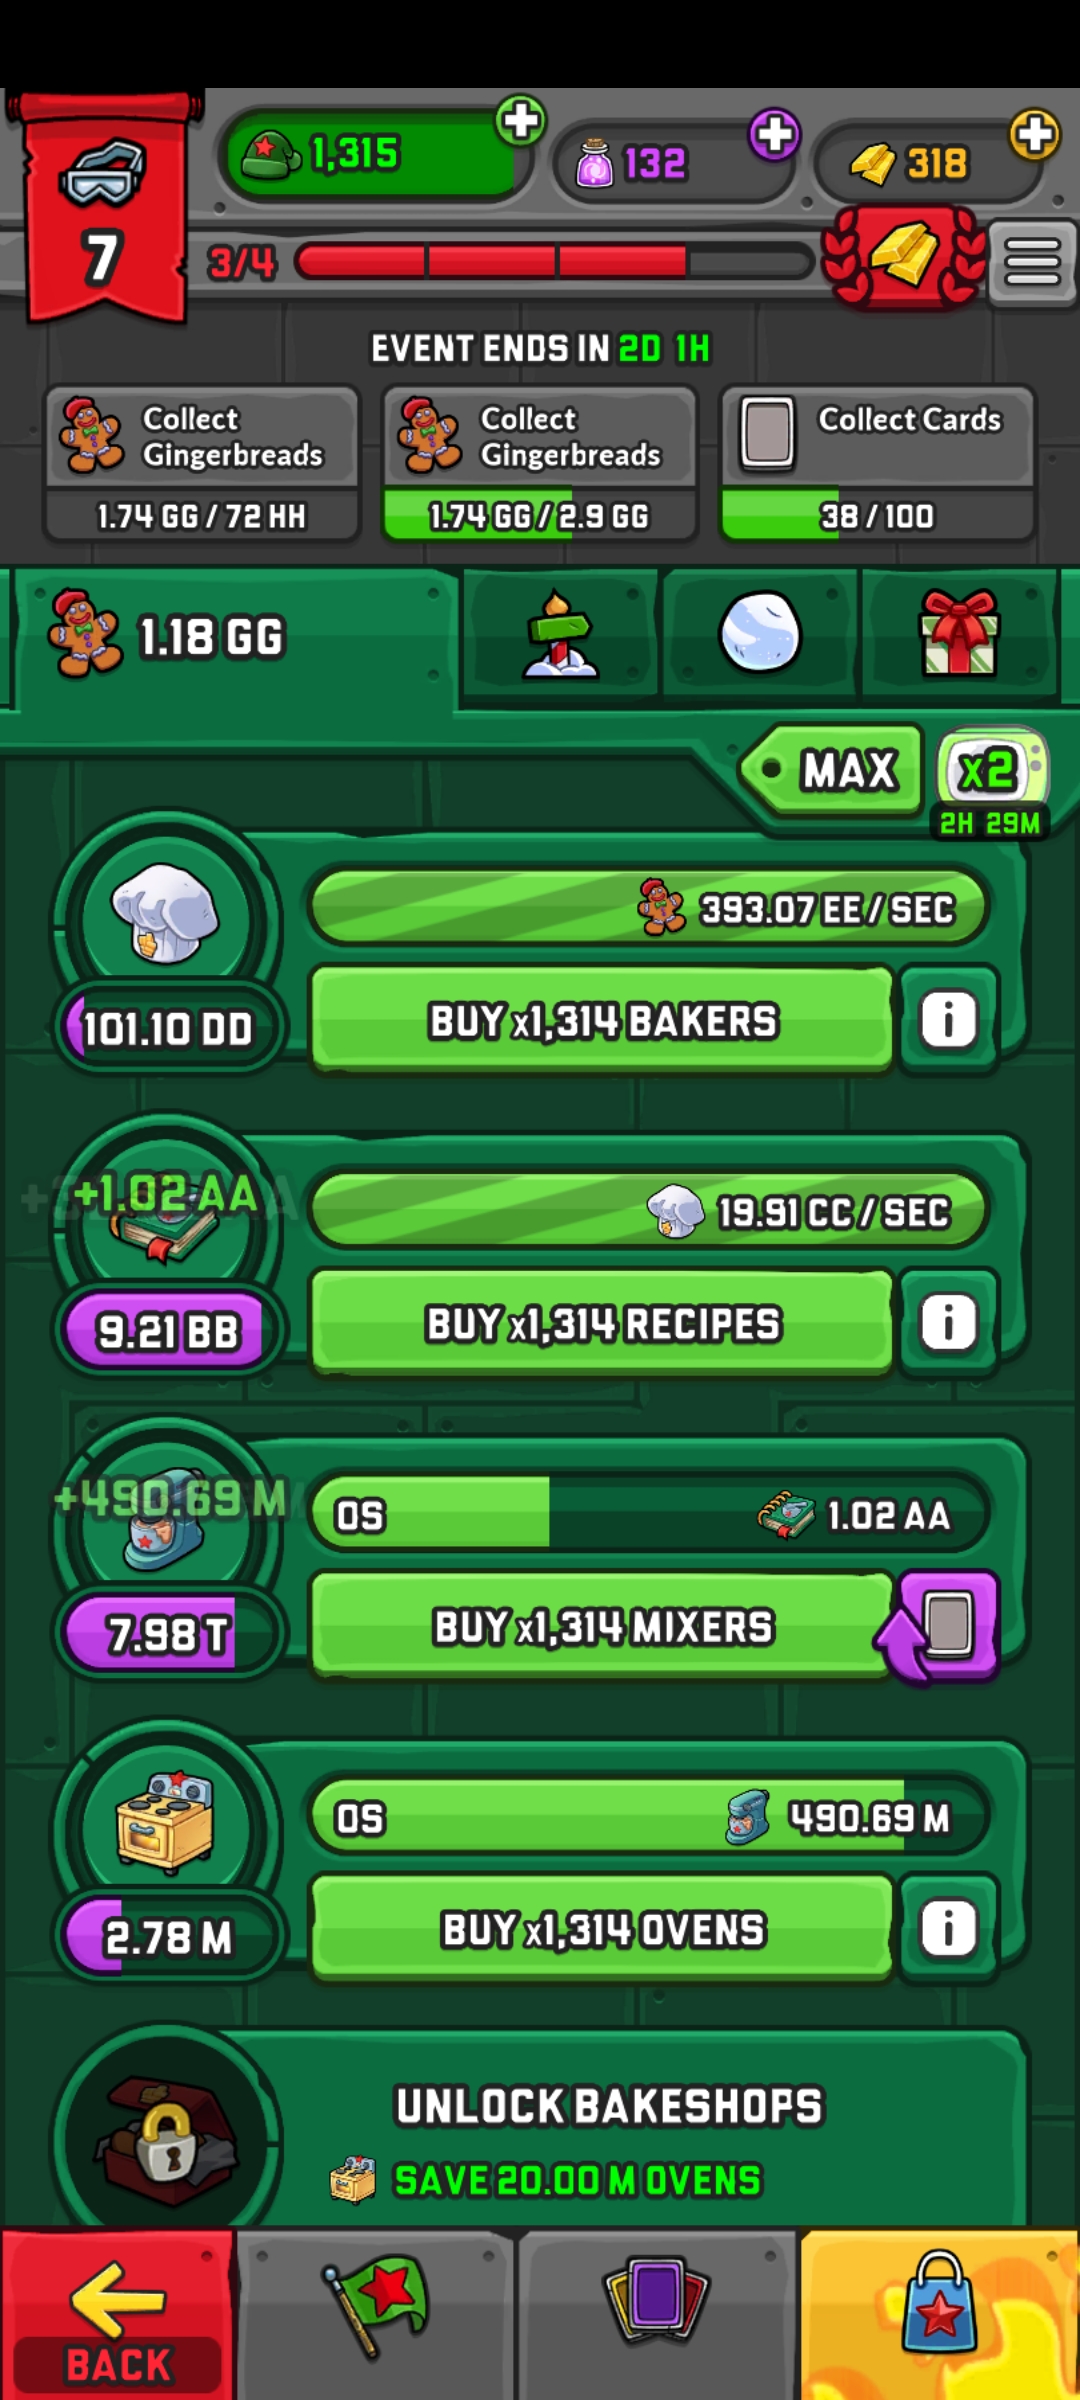 1,315
132
318
7
3/4
EVENT ENDS IN 2D 1H
Collect
Gingerbreads
1.74 GG / 72 HH
Collect
Gingerbreads
1.74 GG / 2.9 GG
Collect Cards
38 / 100
1.18 GG
MAX
x2
2H 29M
393.07 EE / SEC
101.10 DD
BUY x1,314 BAKERS
i
+1.02 AA
19.91 CC / SEC
9.21 BB
BUY x1,314 RECIPES
i
+490.69 M
0S
1.02 AA
7.98 T
BUY x1,314 MIXERS
0S
490.69 M
2.78 M
BUY x1,314 OVENS
i
UNLOCK BAKESHOPS
SAVE 20.00 M OVENS
BACK